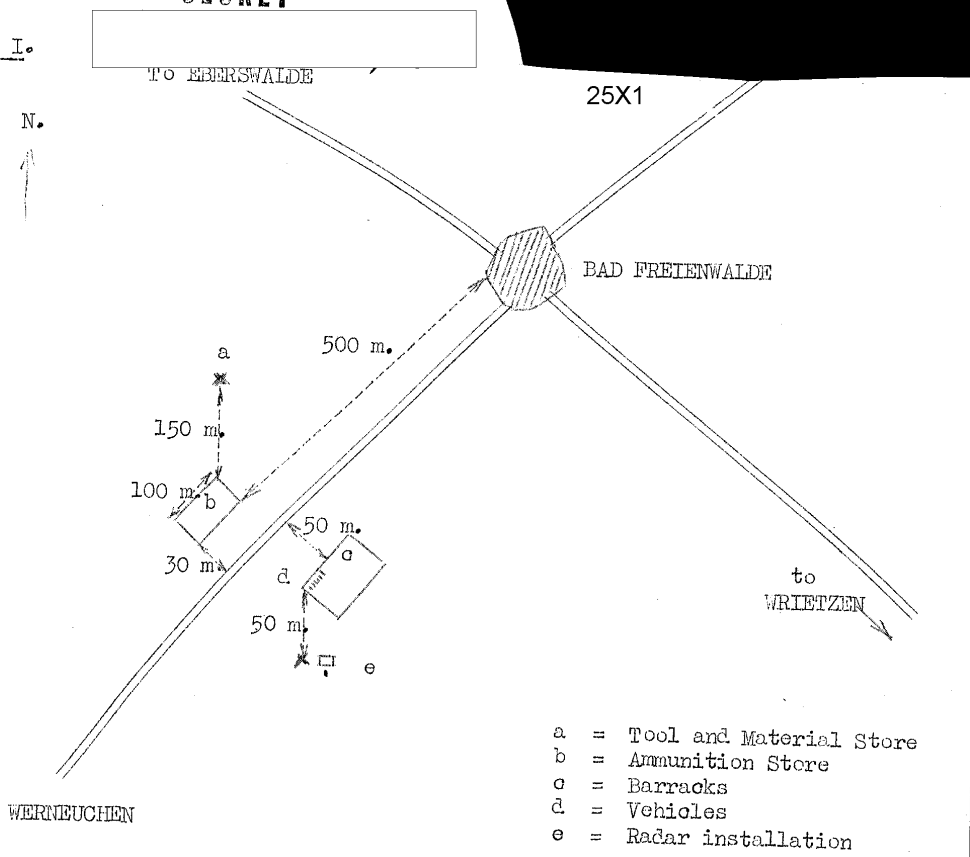 SECRET
I.
To EBERSWALDE
25X1
N.
BAD FREIENWALDE
500 m.
a
150 m.
100 m.
b
50 m.
c
30 m.
d
50 m.
e
to
WRIETZEN
a = Tool and Material Store
b = Ammunition Store
c = Barracks
d = Vehicles
e = Radar installation
WERNEUCHEN